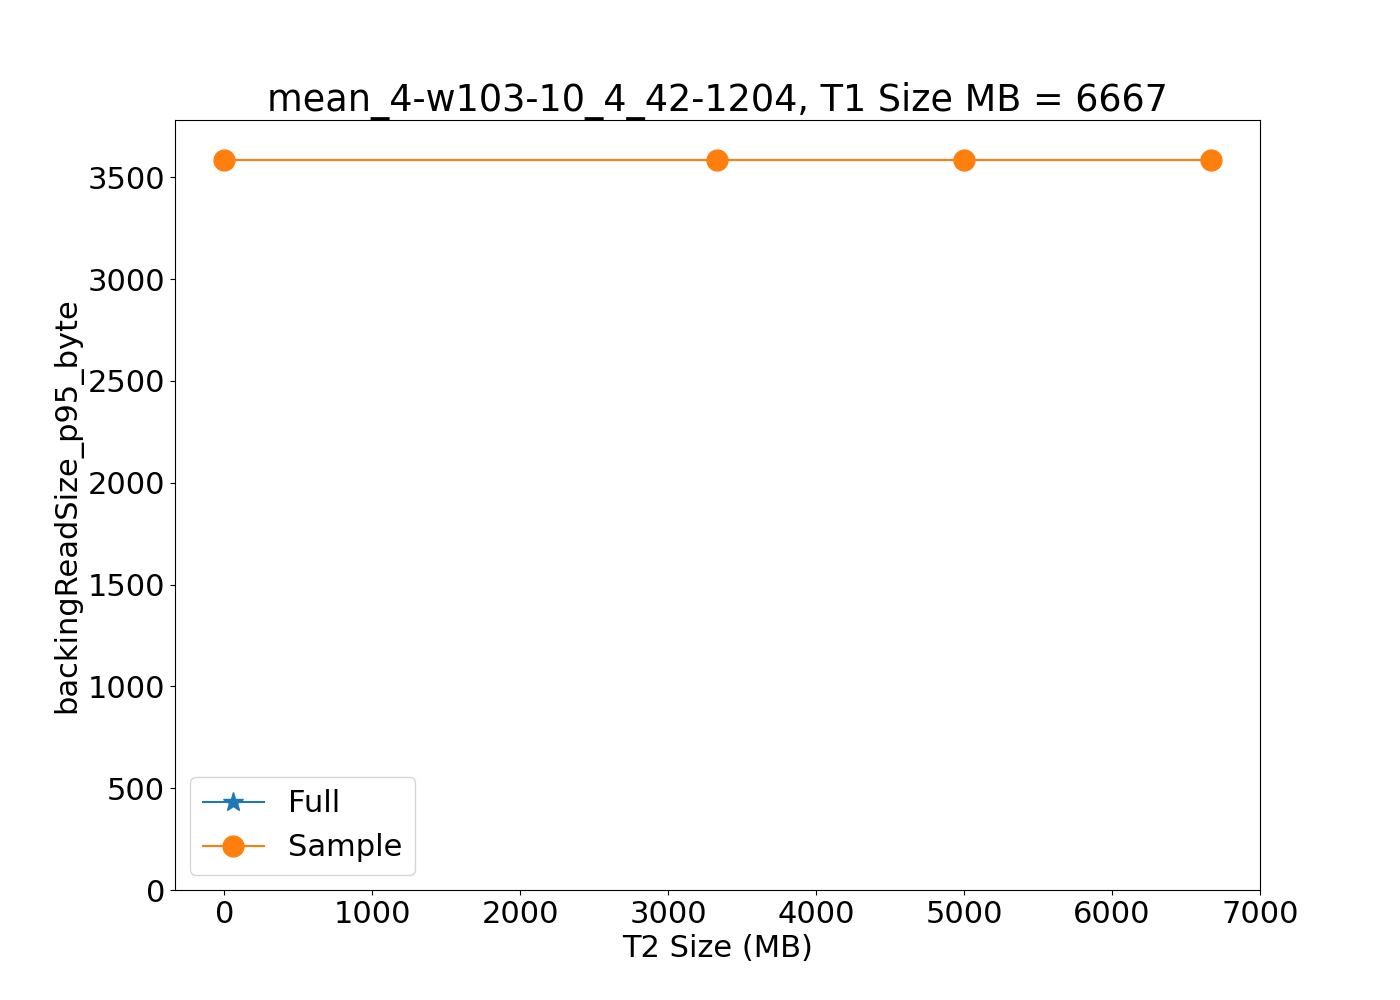 mean_4-w103-10_4_42-1204, T1 Size MB = 6667
backingReadSize_p95_byte
3500
3000
2500
2000
1500
1000
500
0
Full
Sample
0 1000 2000 3000 4000 5000 6000 7000
T2 Size (MB)